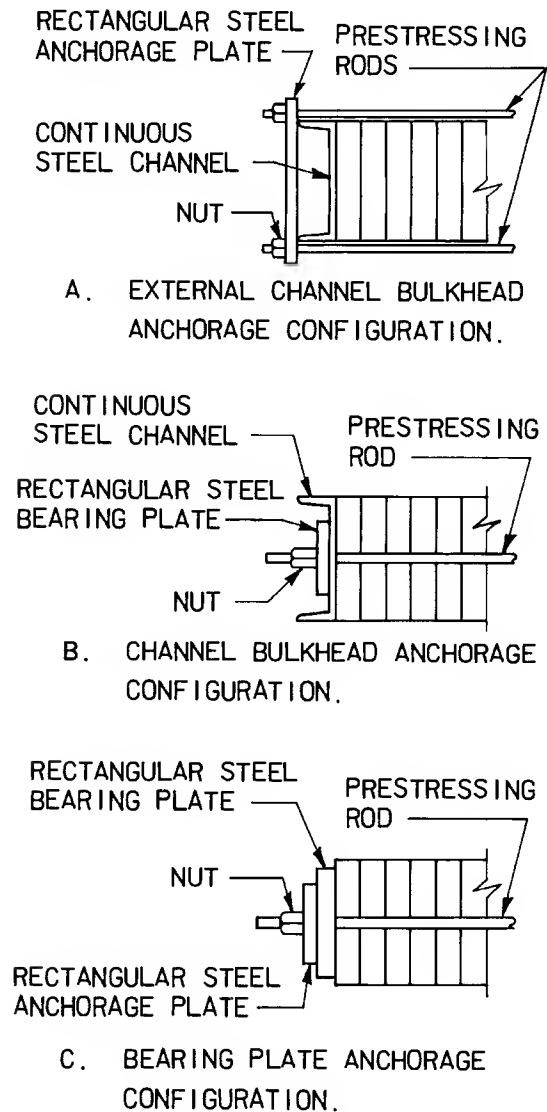 RECTANGULAR STEEL
ANCHORAGE PLATE
PRESTRESSING
RODS
CONTINUOUS
STEEL CHANNEL
NUT
A. EXTERNAL CHANNEL BULKHEAD
ANCHORAGE CONFIGURATION.
CONTINUOUS
STEEL CHANNEL
PRESTRESSING
ROD
RECTANGULAR STEEL
BEARING PLATE
NUT
B. CHANNEL BULKHEAD ANCHORAGE
CONFIGURATION.
RECTANGULAR STEEL
BEARING PLATE
PRESTRESSING
ROD
NUT
RECTANGULAR STEEL
ANCHORAGE PLATE
C. BEARING PLATE ANCHORAGE
CONFIGURATION.